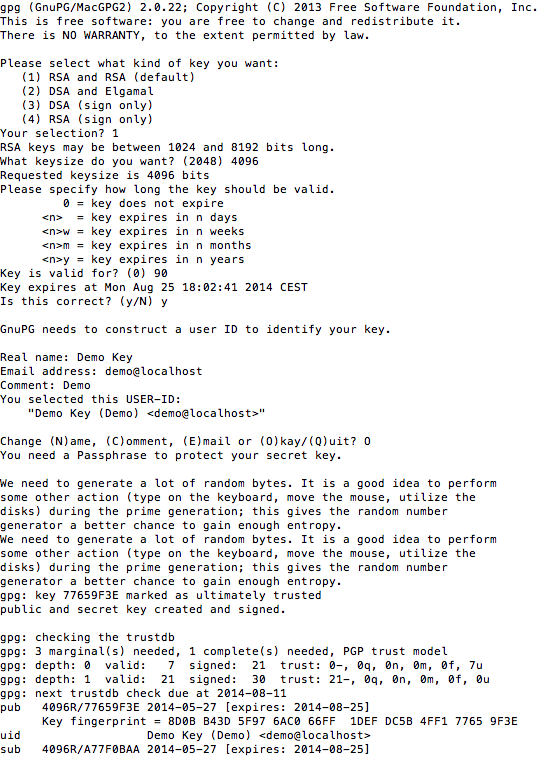 gpg (GnuPG/MacGPG2) 2.0.22; Copyright (C) 2013 Free Software Foundation, Inc.
This is free software: you are free to change and redistribute it.
There is NO WARRANTY, to the extent permitted by law.

Please select what kind of key you want:
   (1) RSA and RSA (default)
   (2) DSA and Elgamal
   (3) DSA (sign only)
   (4) RSA (sign only)
Your selection? 1
RSA keys may be between 1024 and 8192 bits long.
What keysize do you want? (2048) 4096
Requested keysize is 4096 bits
Please specify how long the key should be valid.
         0 = key does not expire
      <n>  = key expires in n days
      <n>w = key expires in n weeks
      <n>m = key expires in n months
      <n>y = key expires in n years
Key is valid for? (0) 90
Key expires at Mon Aug 25 18:02:41 2014 CEST
Is this correct? (y/N) y

GnuPG needs to construct a user ID to identify your key.

Real name: Demo Key
Email address: demo@localhost
Comment: Demo
You selected this USER-ID:
    "Demo Key (Demo) <demo@localhost>"

Change (N)ame, (C)omment, (E)mail or (O)kay/(Q)uit? O
You need a Passphrase to protect your secret key.

We need to generate a lot of random bytes. It is a good idea to perform
some other action (type on the keyboard, move the mouse, utilize the
disks) during the prime generation; this gives the random number
generator a better chance to gain enough entropy.
We need to generate a lot of random bytes. It is a good idea to perform
some other action (type on the keyboard, move the mouse, utilize the
disks) during the prime generation; this gives the random number
generator a better chance to gain enough entropy.
gpg: key 77659F3E marked as ultimately trusted
public and secret key created and signed.

gpg: checking the trustdb
gpg: 3 marginal(s) needed, 1 complete(s) needed, PGP trust model
gpg: depth: 0  valid:   7  signed:  21  trust: 0-, 0q, 0n, 0m, 0f, 7u
gpg: depth: 1  valid:  21  signed:  30  trust: 21-, 0q, 0n, 0m, 0f, 0u
gpg: next trustdb check due at 2014-08-11
pub   4096R/77659F3E 2014-05-27 [expires: 2014-08-25]
      Key fingerprint = 8D0B B43D 5F97 6AC0 66FF  1DEF DC5B 4FF1 7765 9F3E
uid                  Demo Key (Demo) <demo@localhost>
sub   4096R/A77F0BAA 2014-05-27 [expires: 2014-08-25]